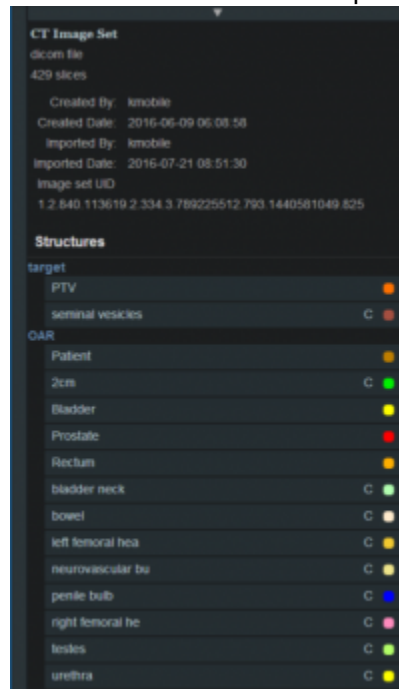 CT Image Set
dicom file
429 slices
Created By: kmobile
Created Date: 2016-06-09 06:08:58
Imported By: kmobile
Imported Date: 2016-07-21 08:51:30
Image set UID
1.2.840.113619.2.334.3.789225512.793.1440581049.825
Structures
target
PTV
seminal vesicles C
OAR
Patient
2cm C
Bladder
Prostate
Rectum
bladder neck C
bowel C
left femoral hea C
neurovascular bu C
penile bulb C
right femoral he C
testes C
urethra C